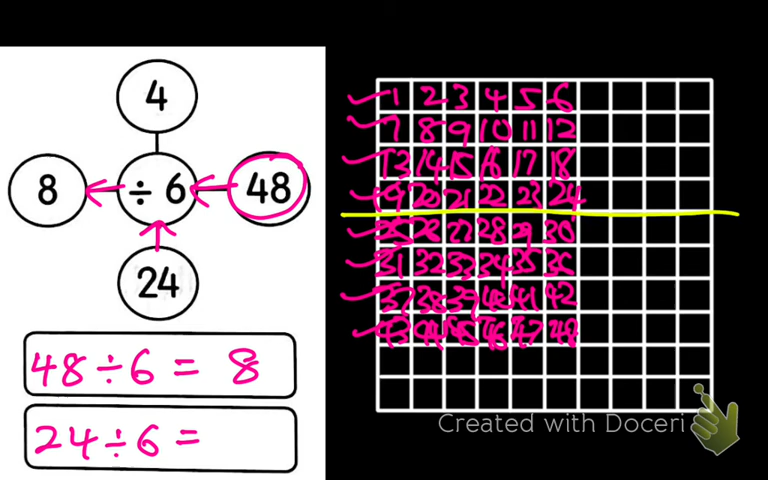 4
8 ÷ 6 48
24
48÷6 = 8
24÷6 =
1 2 3 4 5 6
7 8 9 10 11 12
13 14 15 16 17 18
19 20 21 22 23 24
25 26 27 28 29 30
31 32 33 34 35 36
37 38 39 40 41 42
43 44 45 46 47 48
Created with Doceri